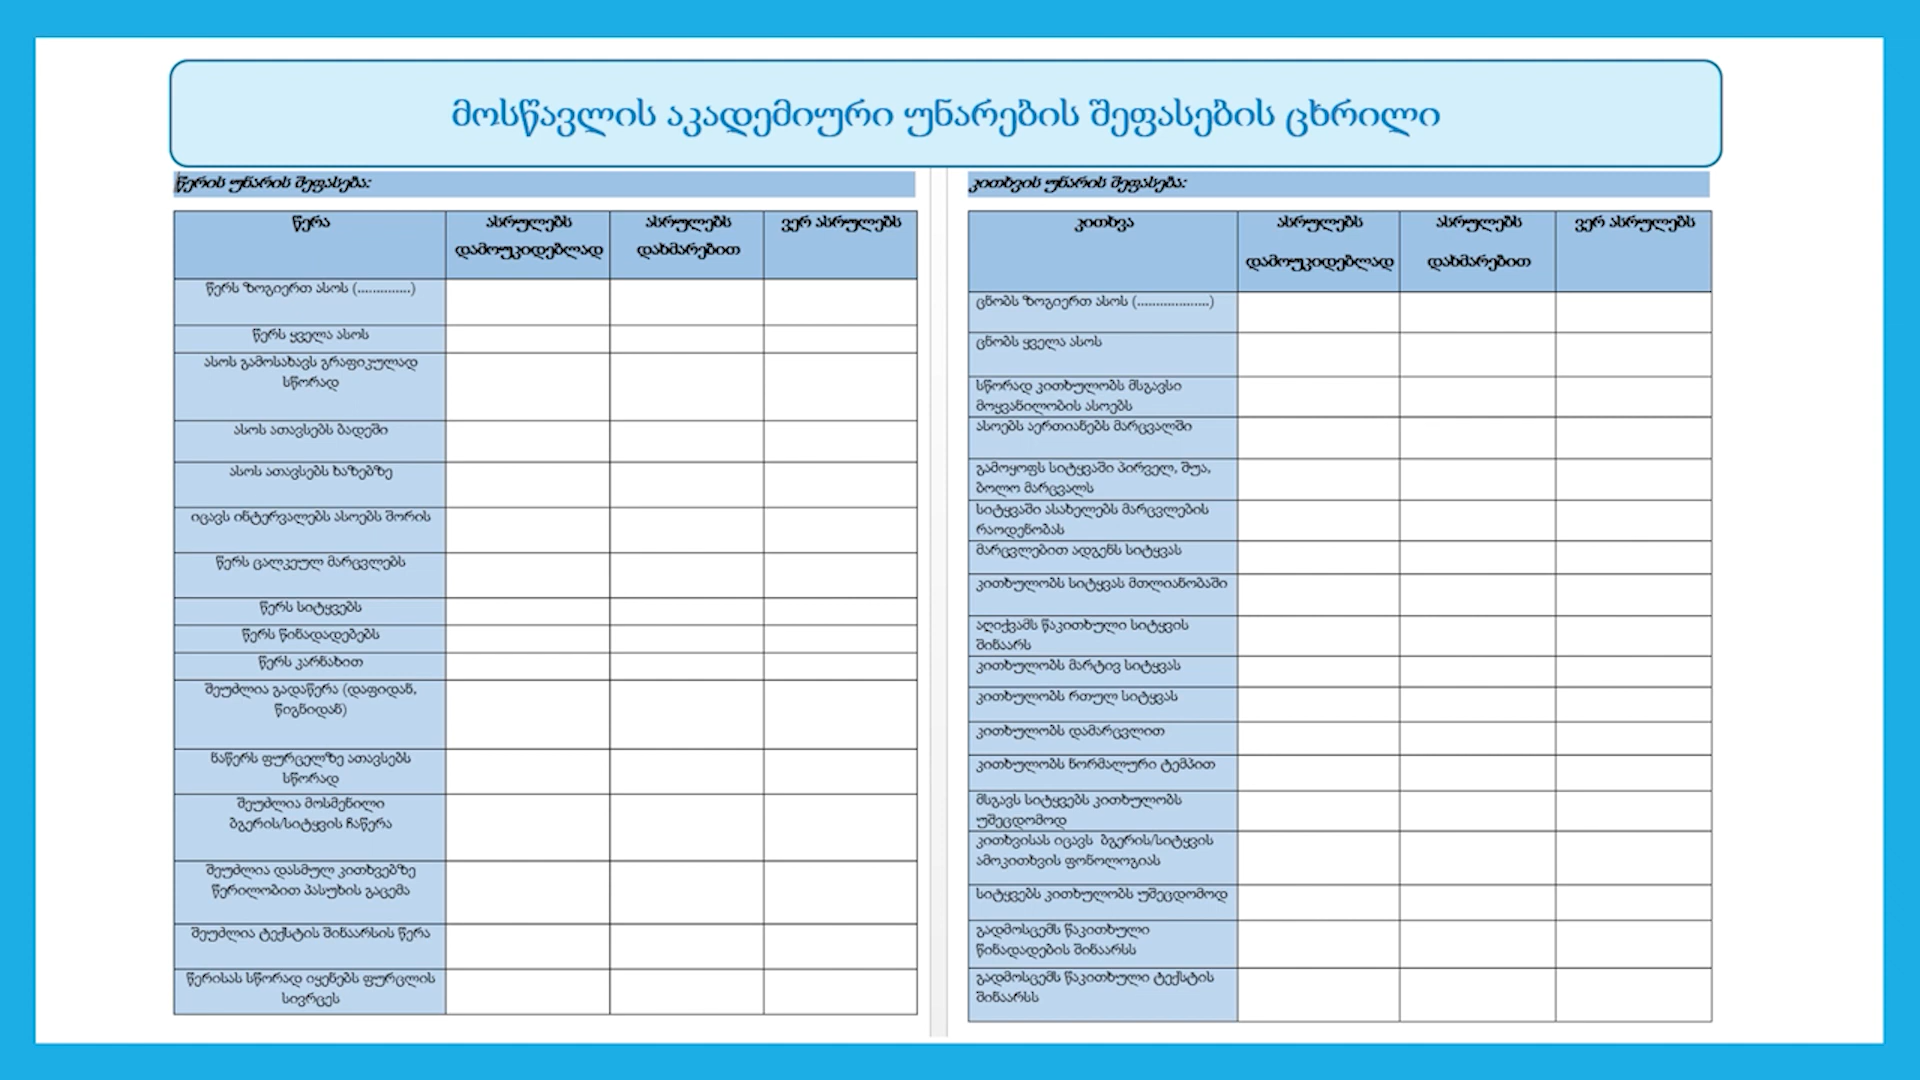 მოსწავლის აკადემიური უნარების შეფასების ცხრილი
წერის უნარის შეფასება:
წერა
ასრულებს
დამოუკიდებლად
ასრულებს
დახმარებით
ვერ ასრულებს
წერს ზოგიერთ ასოს (..............)
წერს ყველა ასოს
ასოს გამოსახავს გრაფიკულად
სწორად
ასოს ათავსებს ბადეში
ასოს ათავსებს ხაზებზე
იცავს ინტერვალებს ასოებს შორის
წერს ცალკეულ მარცვლებს
წერს სიტყვებს
წერს წინადადებებს
წერს კარნახით
შეუძლია გადაწერა (დაფიდან,
წიგნიდან)
ნაწერს ფურცელზე ათავსებს
სწორად
შეუძლია მოსმენილი
ბგერის/სიტყვის ჩაწერა
შეუძლია დასმულ კითხვებზე
წერილობით პასუხის გაცემა
შეუძლია ტექსტის შინაარსის წერა
წერისას სწორად იყენებს ფურცლის
სივრცეს
კითხვის უნარის შეფასება:
კითხვა
ასრულებს
დამოუკიდებლად
ასრულებს
დახმარებით
ვერ ასრულებს
ცნობს ზოგიერთ ასოს (...................)
ცნობს ყველა ასოს
სწორად კითხულობს მსგავსი
მოყვანილობის ასოებს
ასოებს აერთიანებს მარცვალში
გამოყოფს სიტყვაში პირველ, შუა,
ბოლო მარცვალს
სიტყვაში ასახელებს მარცვლების
რაოდენობას
მარცვლებით ადგენს სიტყვას
კითხულობს სიტყვას მთლიანობაში
აღიქვამს წაკითხული სიტყვის
შინაარს
კითხულობს მარტივ სიტყვას
კითხულობს რთულ სიტყვას
კითხულობს დამარცვლით
კითხულობს ნორმალური ტემპით
მსგავს სიტყვებს კითხულობს
უშეცდომოდ
კითხვისას იცავს ბგერის/სიტყვის
ამოკითხვის ფონოლოგიას
სიტყვებს კითხულობს უშეცდომოდ
გადმოსცემს წაკითხული
წინადადების შინაარსს
გადმოსცემს წაკითხული ტექსტის
შინაარსს